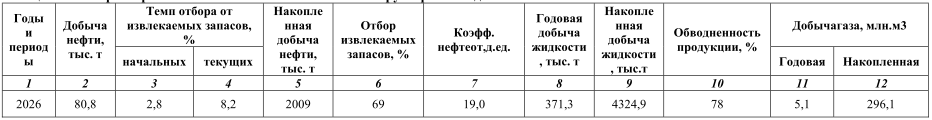 Годы и периоды
Добыча нефти, тыс. т
Темп отбора от извлекаемых запасов, %
Накопленная добыча нефти, тыс. т
Отбор извлекаемых запасов, %
Коэфф. нефтеот,д.ед.
Годовая добыча жидкости, тыс. т
Накопленная добыча жидкости, тыс.т
Обводненность продукции, %
Добычагаза, млн.м3
начальных
текущих
Годовая
Накопленная
1 2 3 4 5 6 7 8 9 10 11 12
2026 80,8 2,8 8,2 2009 69 19,0 371,3 4324,9 78 5,1 296,1